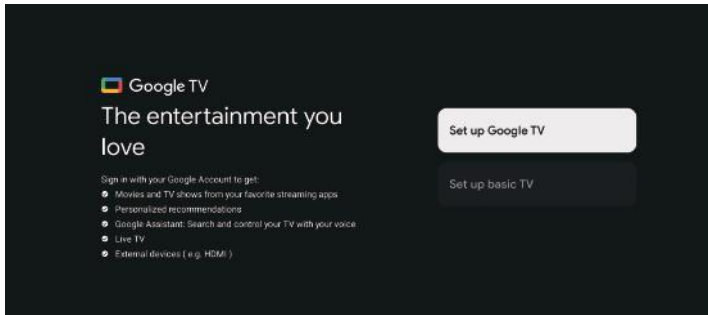 Google TV
The entertainment you
love
Sign in with your Google Account to get:
Movies and TV shows from your favorite streaming apps
Personalized recommendations
Google Assistant: Search and control your TV with your voice
Live TV
External devices ( e.g. HDMI )
Set up Google TV
Set up basic TV